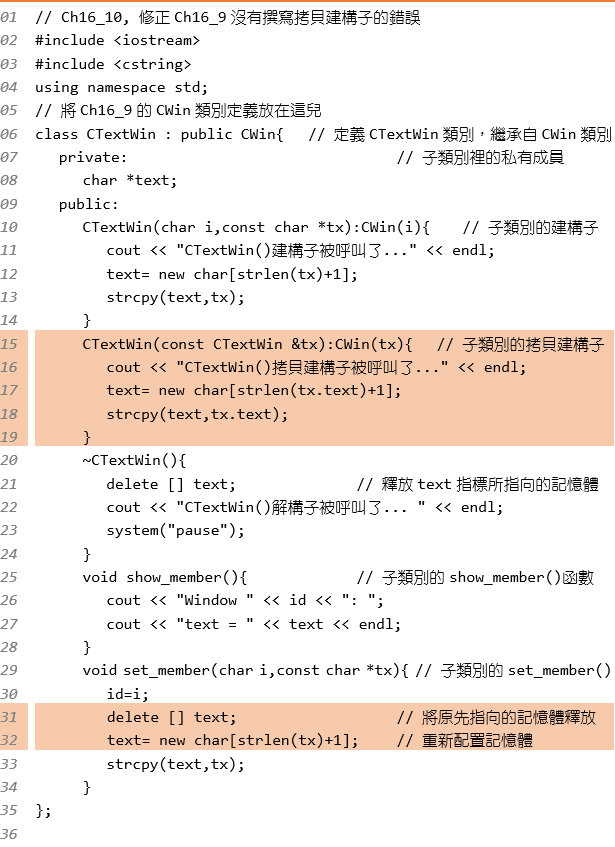 01 // Ch16_10, 修正 Ch16_9 沒有撰寫拷貝建構子的錯誤
02 #include <iostream>
03 #include <cstring>
04 using namespace std;
05 // 將 Ch16_9 的 CWin 類別定義放在這兒
06 class CTextWin : public CWin{ // 定義 CTextWin 類別，繼承自 CWin 類別
07 private: // 子類別裡的私有成員
08 char *text;
09 public:
10 CTextWin(char i,const char *tx):CWin(i){ // 子類別的建構子
11 cout << "CTextWin()建構子被呼叫了..." << endl;
12 text= new char[strlen(tx)+1];
13 strcpy(text,tx);
14 }
15 CTextWin(const CTextWin &tx):CWin(tx){ // 子類別的拷貝建構子
16 cout << "CTextWin()拷貝建構子被呼叫了..." << endl;
17 text= new char[strlen(tx.text)+1];
18 strcpy(text,tx.text);
19 }
20 ~CTextWin(){
21 delete [] text; // 釋放 text 指標所指向的記憶體
22 cout << "CTextWin()解構子被呼叫了... " << endl;
23 system("pause");
24 }
25 void show_member(){ // 子類別的 show_member()函數
26 cout << "Window " << id << ": ";
27 cout << "text = " << text << endl;
28 }
29 void set_member(char i,const char *tx){ // 子類別的 set_member()
30 id=i;
31 delete [] text; // 將原先指向的記憶體釋放
32 text= new char[strlen(tx)+1]; // 重新配置記憶體
33 strcpy(text,tx);
34 }
35 };
36